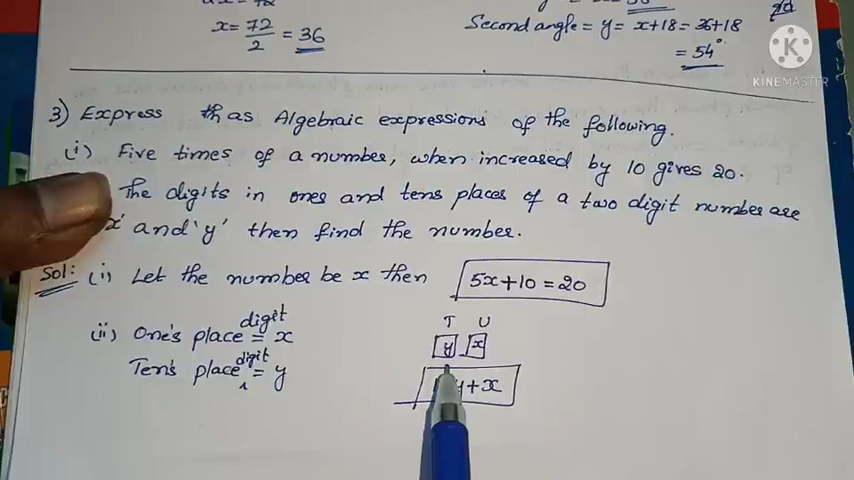 x = 72/2 = 36
Second angle = y = x+18 = 36+18
= 54°
KINEMASTER
3) Express th as Algebraic expressions of the following.
(i) Five times of a number, when increased by 10 gives 20.
The digits in ones and tens places of a two digit number are
'x' and 'y' then find the number.
Sol: (i) Let the number be x then 5x+10=20
(ii) One's place digit = x
T U
y x
Ten's place digit = y
y+x